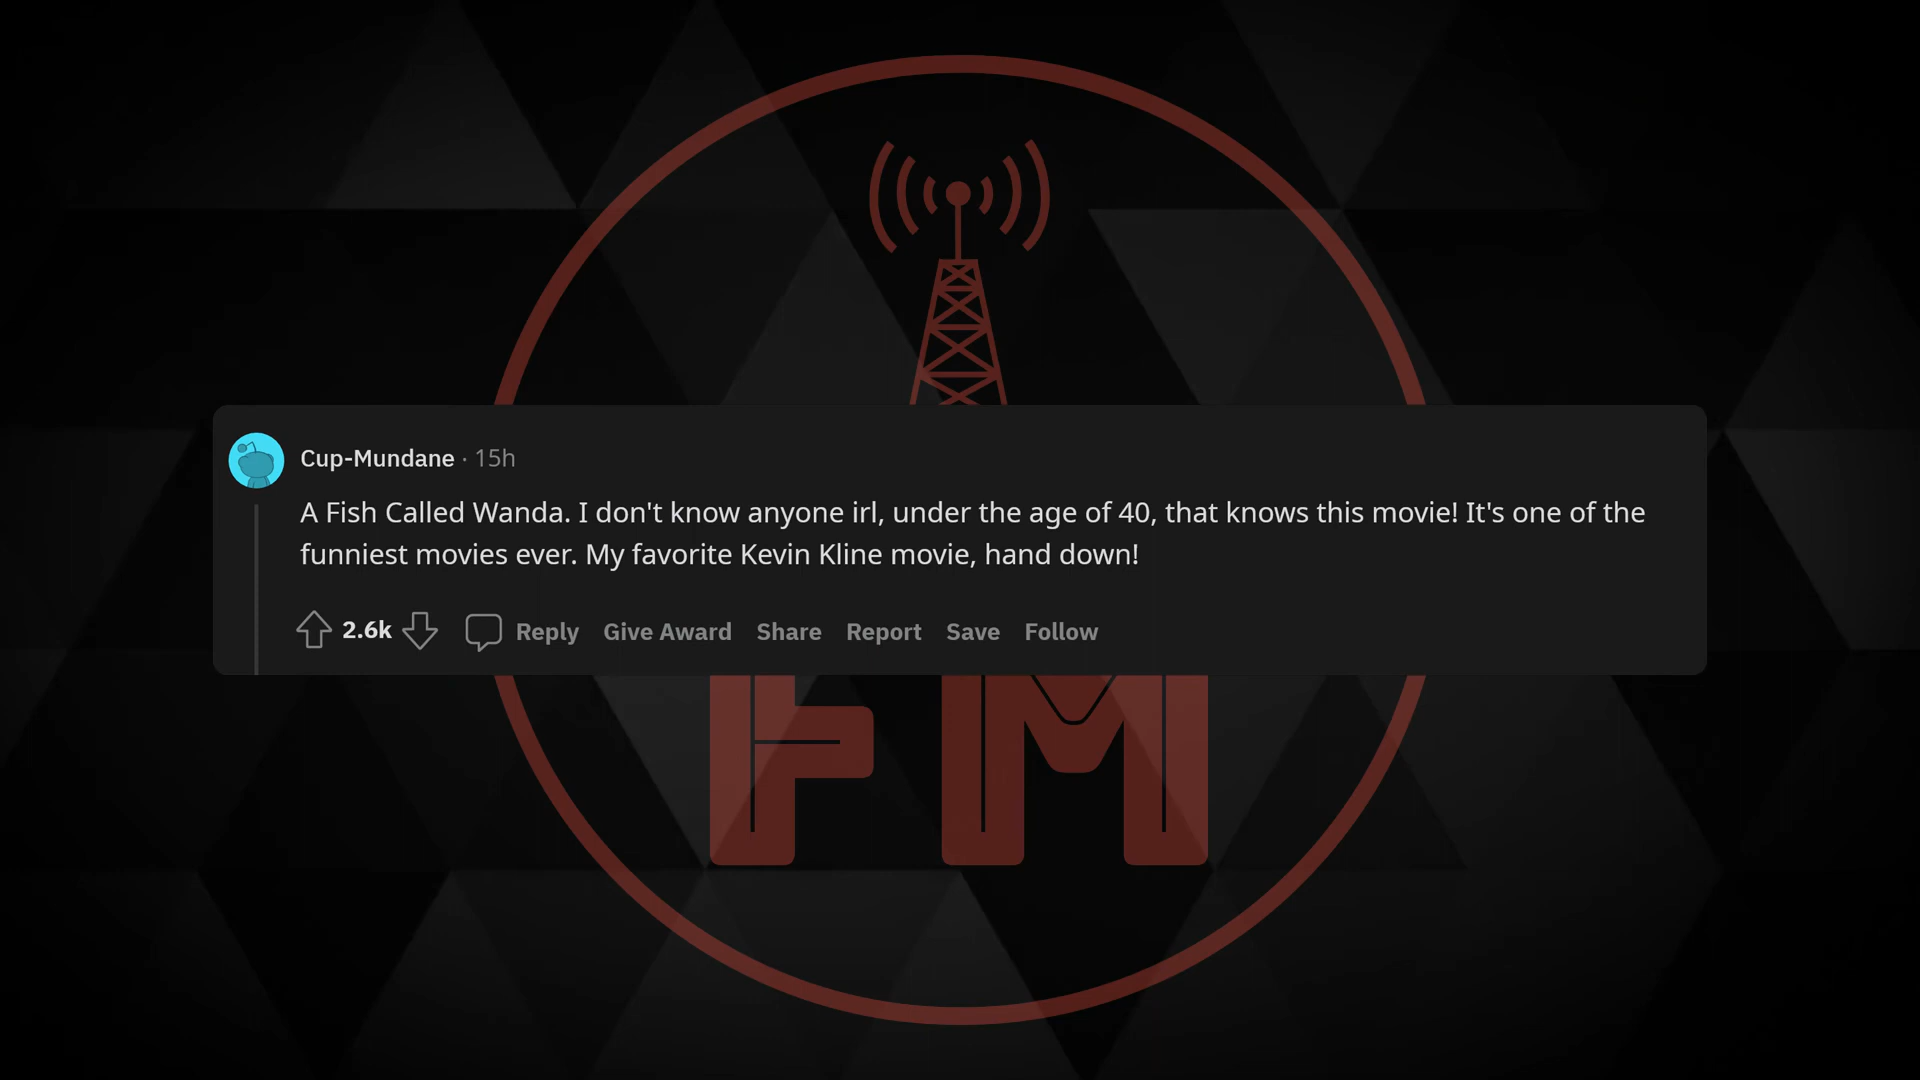 Cup-Mundane · 15h
A Fish Called Wanda. I don't know anyone irl, under the age of 40, that knows this movie! It's one of the
funniest movies ever. My favorite Kevin Kline movie, hand down!
2.6k Reply Give Award Share Report Save Follow
FM